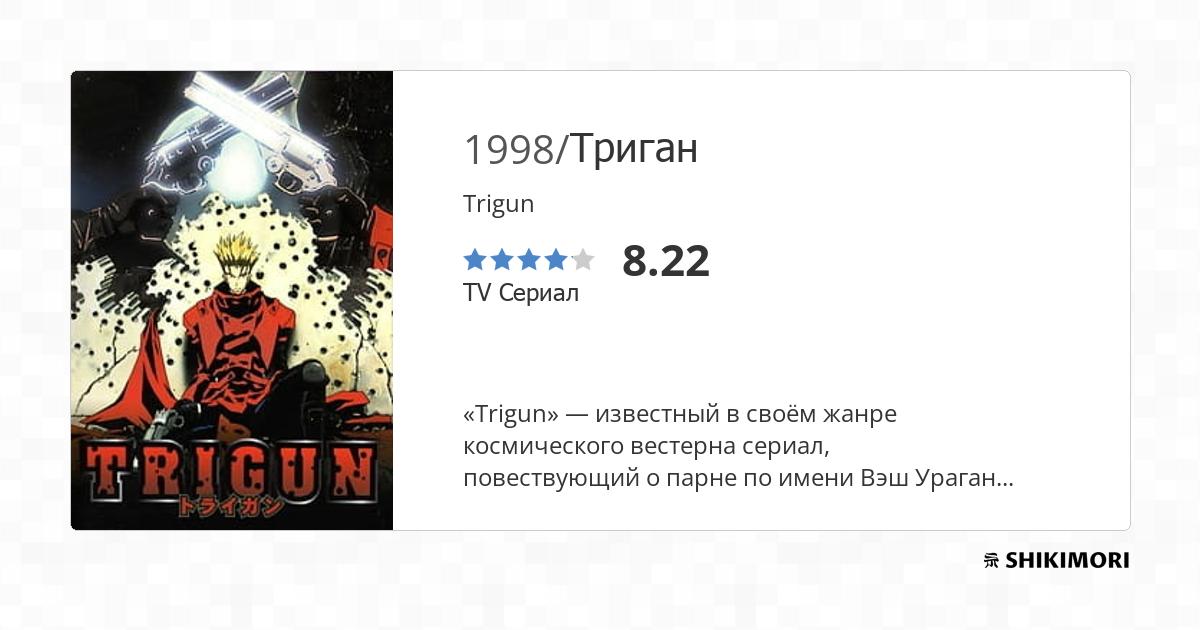 1998/Триган
Trigun
8.22
TV Сериал
«Trigun» — известный в своём жанре
космического вестерна сериал,
повествующий о парне по имени Вэш Ураган...
TRIGUN
トライガン
SHIKIMORI